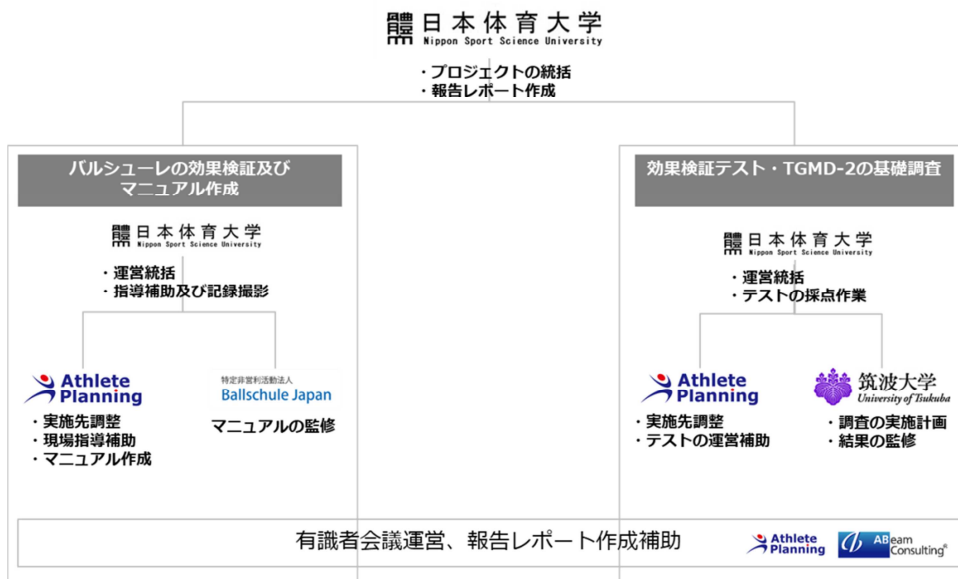 體育 日本体育大学
Nippon Sport Science University
・プロジェクトの統括
・報告レポート作成
バルシューレの効果検証及び
マニュアル作成
日本体育大学
Nippon Sport Science University
・運営統括
・指導補助及び記録撮影
Athlete
Planning
・実施先調整
・現場指導補助
・マニュアル作成
特定非営利活動法人
Ballschule Japan
マニュアルの監修
効果検証テスト・TGMD-2の基礎調査
日本体育大学
Nippon Sport Science University
・運営統括
・テストの採点作業
Athlete
Planning
・実施先調整
・テストの運営補助
筑波大学
University of Tsukuba
・調査の実施計画
・結果の監修
有識者会議運営、報告レポート作成補助
Athlete
Planning
ABeam
Consulting®